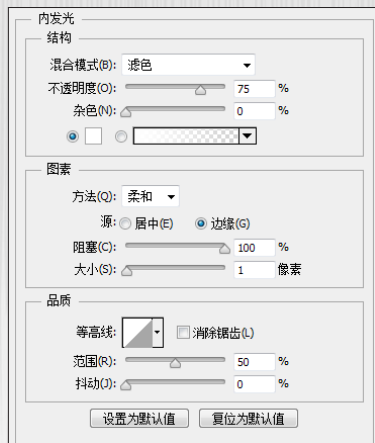 内发光
结构
混合模式(B): 滤色
不透明度(O): 75 %
杂色(N): 0 %
图素
方法(Q): 柔和
源: 居中(E) 边缘(G)
阻塞(C): 100 %
大小(S): 1 像素
品质
等高线: 消除锯齿(L)
范围(R): 50 %
抖动(J): 0 %
设置为默认值 复位为默认值